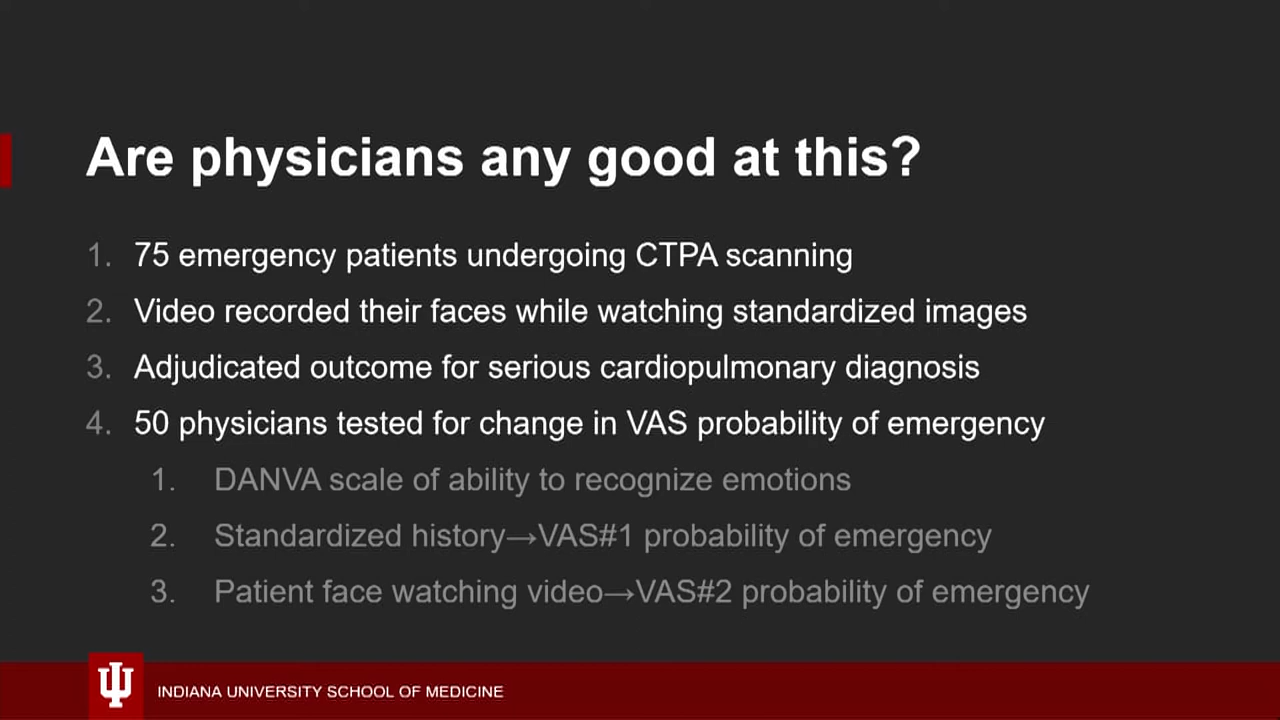 Are physicians any good at this?
1. 75 emergency patients undergoing CTPA scanning
2. Video recorded their faces while watching standardized images
3. Adjudicated outcome for serious cardiopulmonary diagnosis
4. 50 physicians tested for change in VAS probability of emergency
1. DANVA scale of ability to recognize emotions
2. Standardized history→VAS#1 probability of emergency
3. Patient face watching video→VAS#2 probability of emergency
INDIANA UNIVERSITY SCHOOL OF MEDICINE